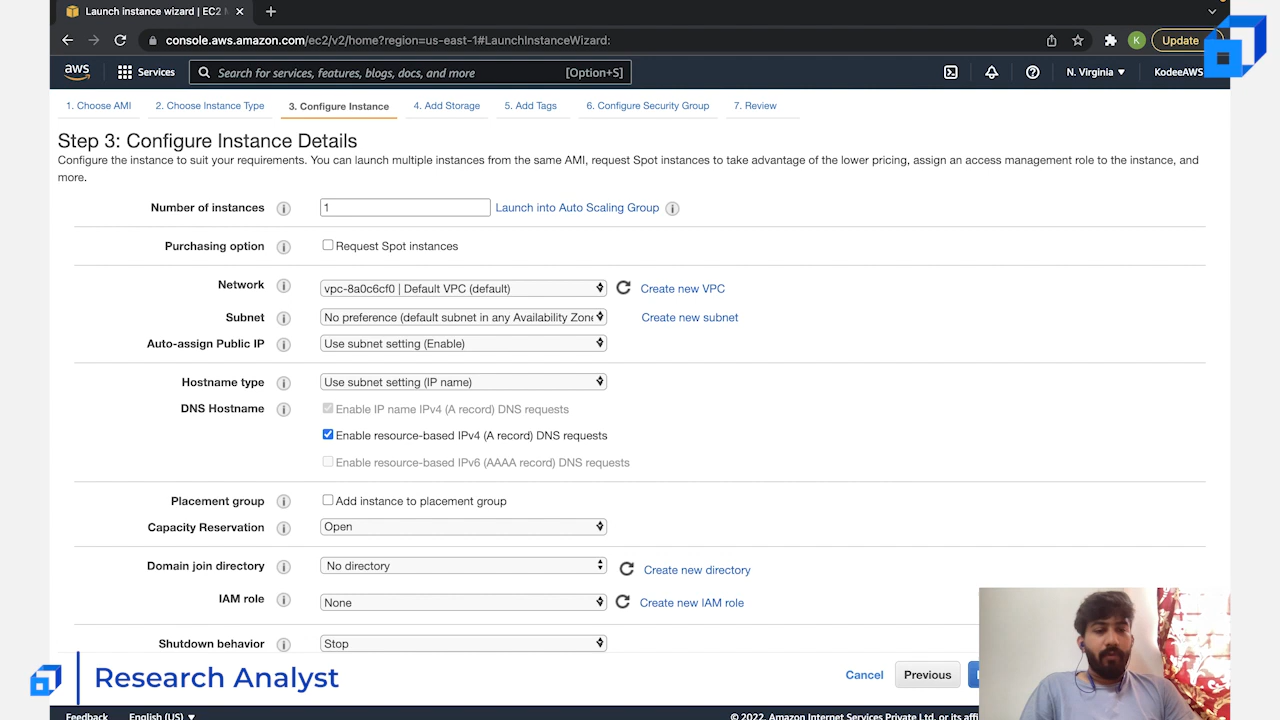 Launch instance wizard | EC2
console.aws.amazon.com/ec2/v2/home?region=us-east-1#LaunchInstanceWizard:
K
Update
aws
Services
Search for services, features, blogs, docs, and more
[Option+S]
N. Virginia ▼
KodeeAWS
1. Choose AMI
2. Choose Instance Type
3. Configure Instance
4. Add Storage
5. Add Tags
6. Configure Security Group
7. Review
Step 3: Configure Instance Details
Configure the instance to suit your requirements. You can launch multiple instances from the same AMI, request Spot instances to take advantage of the lower pricing, assign an access management role to the instance, and
more.
Number of instances
1
Launch into Auto Scaling Group
Purchasing option
Request Spot instances
Network
vpc-8a0c6cf0 | Default VPC (default)
Create new VPC
Subnet
No preference (default subnet in any Availability Zone
Create new subnet
Auto-assign Public IP
Use subnet setting (Enable)
Hostname type
Use subnet setting (IP name)
DNS Hostname
Enable IP name IPv4 (A record) DNS requests
Enable resource-based IPv4 (A record) DNS requests
Enable resource-based IPv6 (AAAA record) DNS requests
Placement group
Add instance to placement group
Capacity Reservation
Open
Domain join directory
No directory
Create new directory
IAM role
None
Create new IAM role
Shutdown behavior
Stop
Research Analyst
Cancel
Previous
Feedback
English (US) ▼
© 2022, Amazon Internet Services Private Ltd. or its